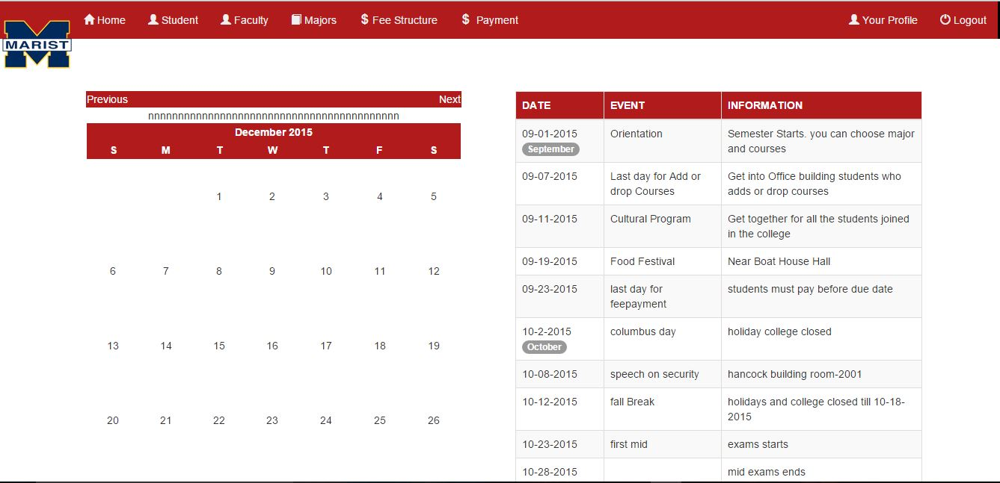 Home Student Faculty Majors $ Fee Structure $ Payment Your Profile Logout
MARIST
Previous Next
nnnnnnnnnnnnnnnnnnnnnnnnnnnnnnnnnnnnnnnnnn
December 2015
S M T W T F S
1 2 3 4 5
6 7 8 9 10 11 12
13 14 15 16 17 18 19
20 21 22 23 24 25 26
DATE EVENT INFORMATION
09-01-2015 Orientation Semester Starts. you can choose major
September and courses
09-07-2015 Last day for Add or Get into Office building students who
drop Courses adds or drop courses
09-11-2015 Cultural Program Get together for all the students joined
in the college
09-19-2015 Food Festival Near Boat House Hall
09-23-2015 last day for students must pay before due date
feepayment
10-2-2015 columbus day holiday college closed
October
10-08-2015 speech on security hancock building room-2001
10-12-2015 fall Break holidays and college closed till 10-18-
2015
10-23-2015 first mid exams starts
10-28-2015 mid exams ends